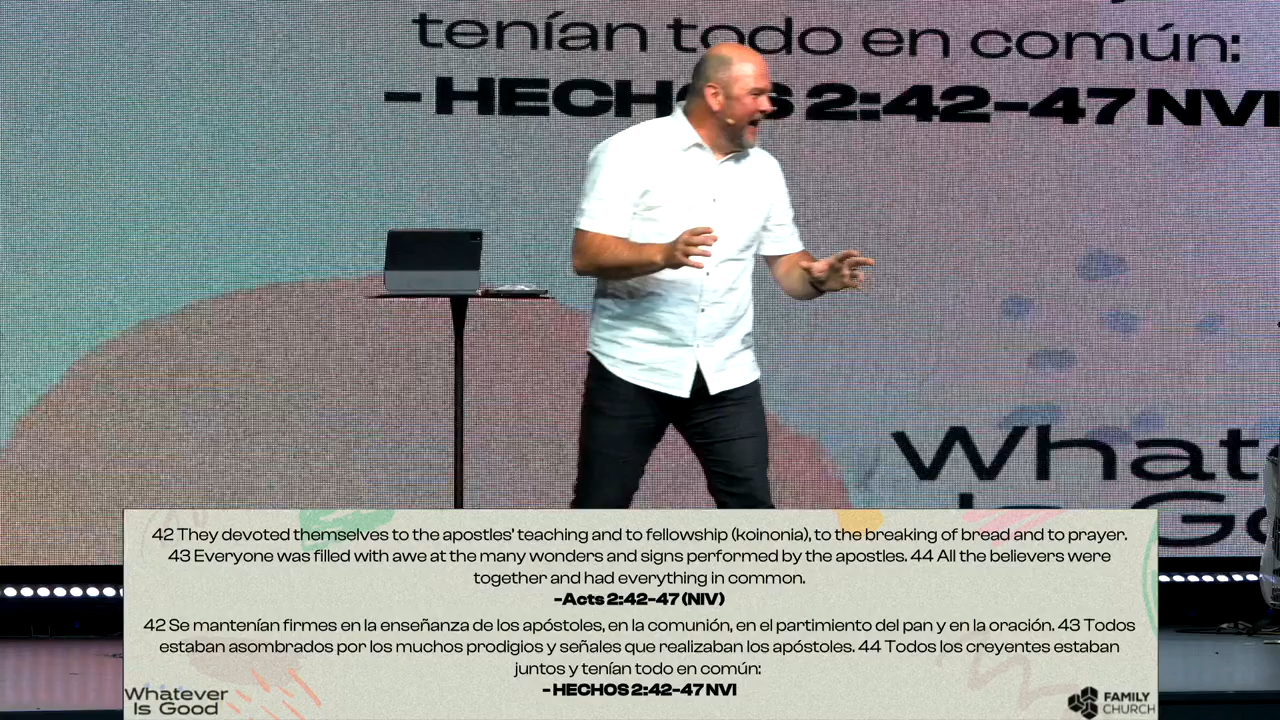 tenían todo en común:
- HECHOS 2:42-47 NVI
What
Is Go
42 They devoted themselves to the apostles' teaching and to fellowship (koinonia), to the breaking of bread and to prayer.
43 Everyone was filled with awe at the many wonders and signs performed by the apostles. 44 All the believers were
together and had everything in common.
-Acts 2:42-47 (NIV)
42 Se mantenían firmes en la enseñanza de los apóstoles, en la comunión, en el partimiento del pan y en la oración. 43 Todos
estaban asombrados por los muchos prodigios y señales que realizaban los apóstoles. 44 Todos los creyentes estaban
juntos y tenían todo en común:
- HECHOS 2:42-47 NVI
Whatever
Is Good
FAMILY
CHURCH